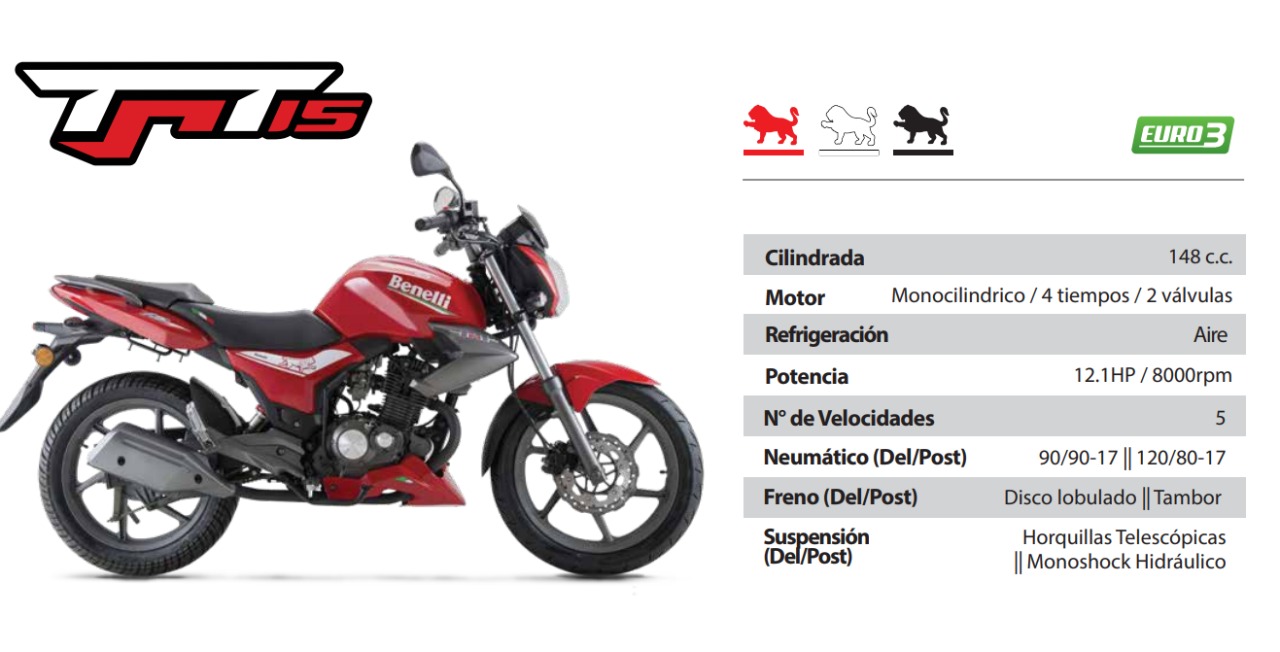 TNT 15
EURO 3
Benelli
Cilindrada 148 c.c.
Motor Monocilindrico / 4 tiempos / 2 válvulas
Refrigeración Aire
Potencia 12.1HP / 8000rpm
N° de Velocidades 5
Neumático (Del/Post) 90/90-17 || 120/80-17
Freno (Del/Post) Disco lobulado || Tambor
Suspensión Horquillas Telescópicas
(Del/Post) || Monoshock Hidráulico